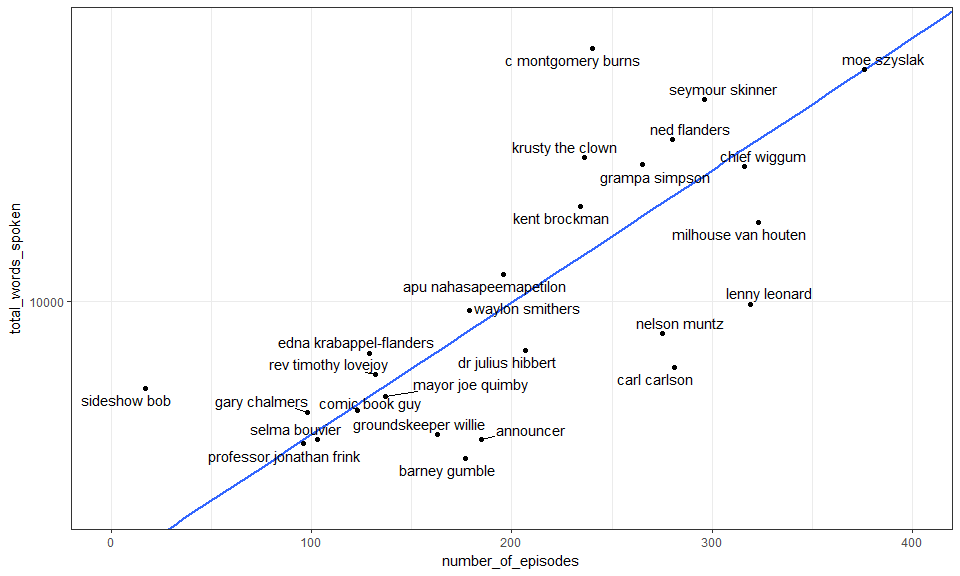 c montgomery burns
moe szyslak
seymour skinner
ned flanders
krusty the clown
chief wiggum
grampa simpson
kent brockman
milhouse van houten
apu nahasapeemapetilon
lenny leonard
waylon smithers
nelson muntz
edna krabappel-flanders
rev timothy lovejoy
dr julius hibbert
carl carlson
mayor joe quimby
sideshow bob
gary chalmers
comic book guy
groundskeeper willie
selma bouvier
announcer
professor jonathan frink
barney gumble
total_words_spoken
10000
0 100 200 300 400
number_of_episodes